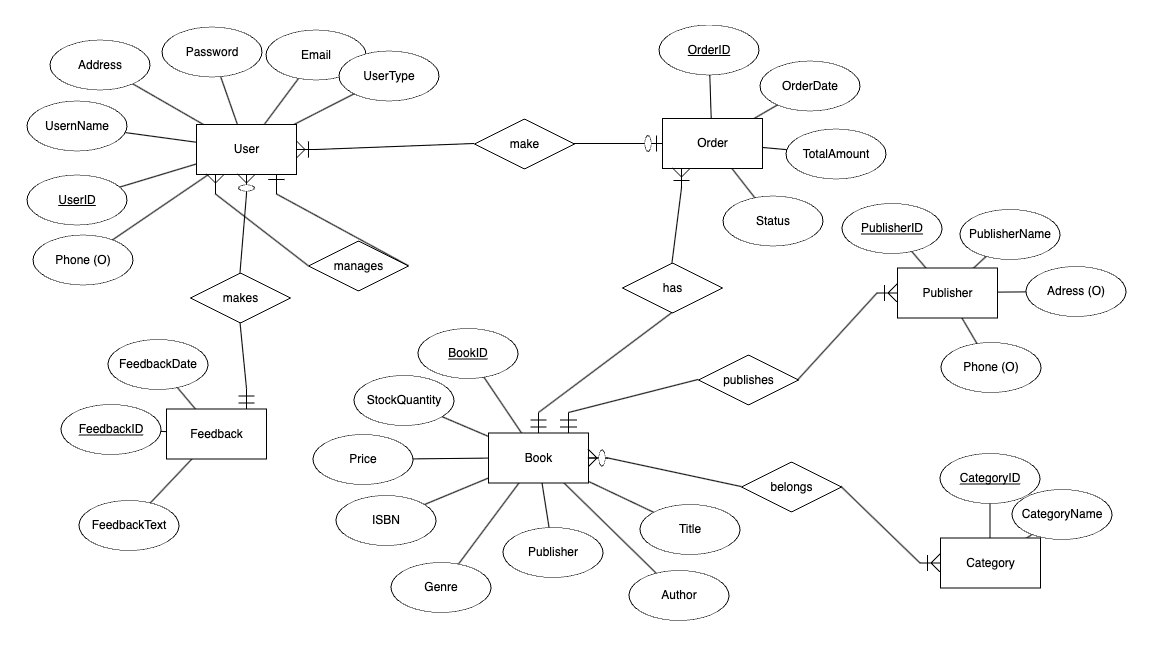 Address
Password
Email
UserType
UsernName
User
UserID
Phone (O)
make
OrderID
OrderDate
Order
TotalAmount
Status
manages
makes
has
PublisherID
PublisherName
Publisher
Adress (O)
Phone (O)
publishes
FeedbackDate
FeedbackID
Feedback
FeedbackText
BookID
StockQuantity
Price
Book
ISBN
Genre
Publisher
Title
Author
belongs
CategoryID
CategoryName
Category